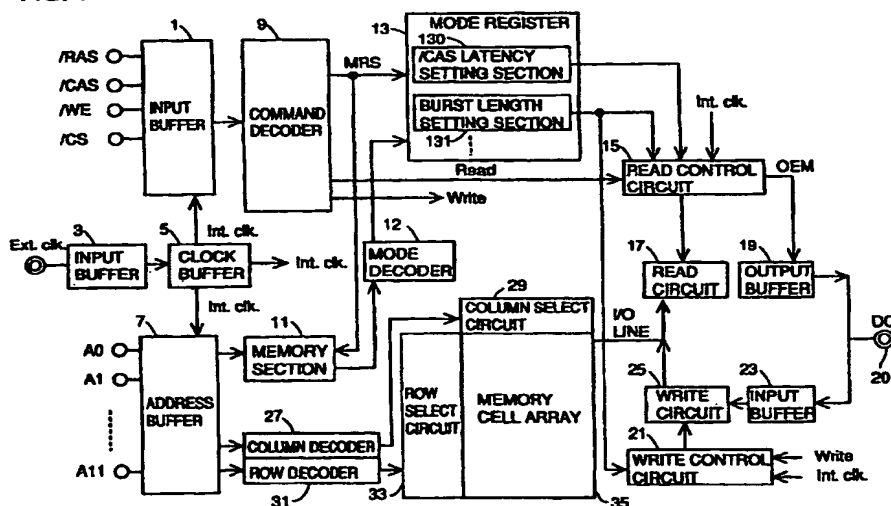 MODE REGISTER
1
9
13
130
/RAS
/CAS
/WE
/CS
INPUT
BUFFER
COMMAND
DECODER
MRS
/CAS LATENCY
SETTING SECTION
BURST LENGTH
SETTING SECTION
131
Int. clk.
15
READ CONTROL
CIRCUIT
OEM
Read
Write
Int. clk.
Ext. clk.
3
INPUT
BUFFER
5
CLOCK
BUFFER
Int. clk.
12
MODE
DECODER
17
READ
CIRCUIT
19
OUTPUT
BUFFER
Int. clk.
29
COLUMN SELECT
CIRCUIT
I/O
LINE
7
11
MEMORY
SECTION
A0
A1
A11
ADDRESS
BUFFER
ROW
SELECT
CIRCUIT
MEMORY
CELL ARRAY
DQ
20
25
WRITE
CIRCUIT
23
INPUT
BUFFER
27
COLUMN DECODER
ROW DECODER
31
33
35
21
WRITE CONTROL
CIRCUIT
Write
Int. clk.